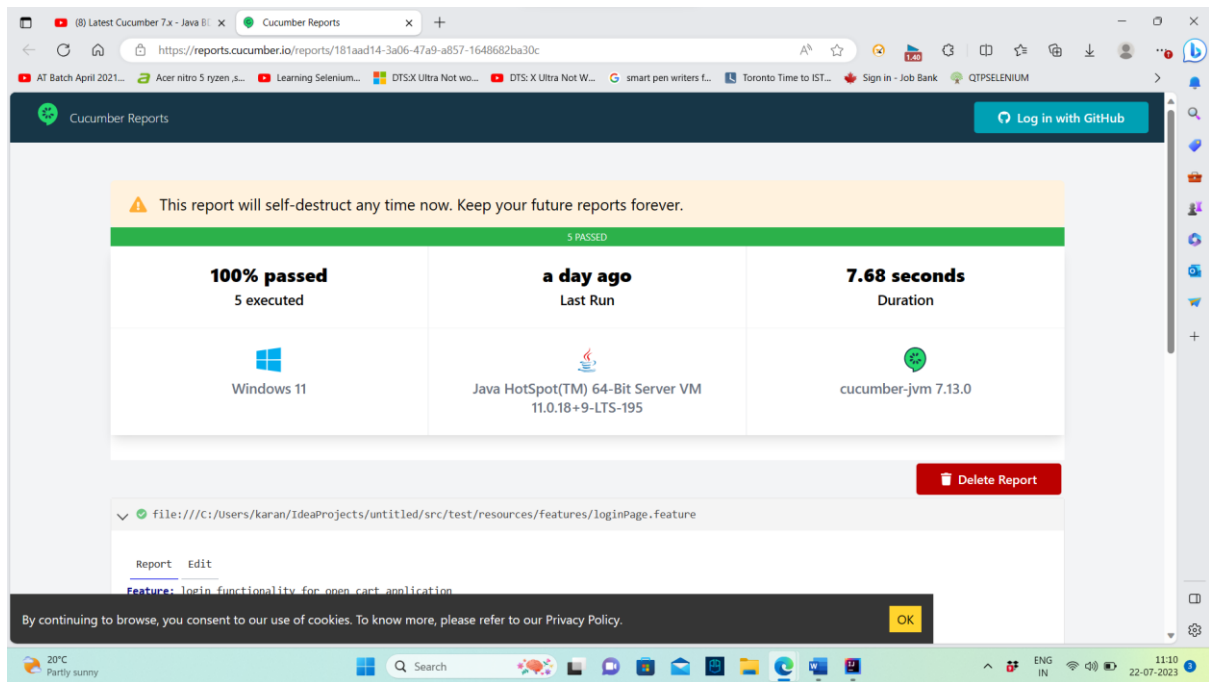 (8) Latest Cucumber 7.x - Java B
Cucumber Reports
https://reports.cucumber.io/reports/181aad14-3a06-47a9-a857-1648682ba30c
1.40
AT Batch April 2021...
Acer nitro 5 ryzen ,s...
Learning Selenium...
DTS:X Ultra Not wo...
DTS: X Ultra Not W...
smart pen writers f...
Toronto Time to IST...
Sign in - Job Bank
QTPSELENIUM
Cucumber Reports
Log in with GitHub
This report will self-destruct any time now. Keep your future reports forever.
5 PASSED
100% passed
5 executed
a day ago
Last Run
7.68 seconds
Duration
Windows 11
Java HotSpot(TM) 64-Bit Server VM
11.0.18+9-LTS-195
cucumber-jvm 7.13.0
Delete Report
file:///C:/Users/karan/IdeaProjects/untitled/src/test/resources/features/loginPage.feature
Report Edit
Feature: login functionality for open cart application
By continuing to browse, you consent to our use of cookies. To know more, please refer to our Privacy Policy.
OK
20°C
Partly sunny
Search
ENG
IN
11:10
22-07-2023
3